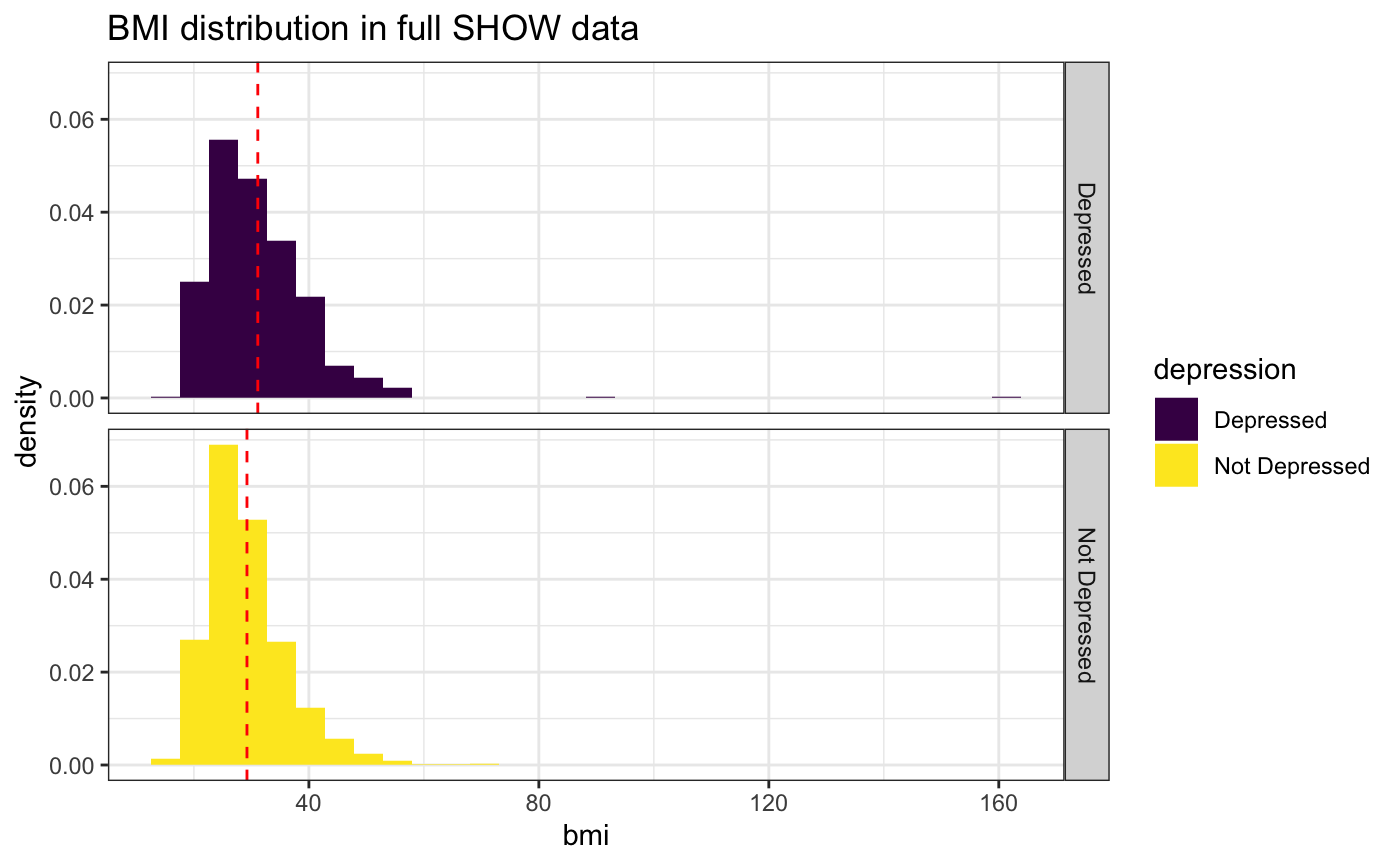 BMI distribution in full SHOW data
0.06
0.04
0.02
0.00
Depressed
0.06
0.04
0.02
0.00
Not Depressed
density
40 80 120 160
bmi
depression
Depressed
Not Depressed